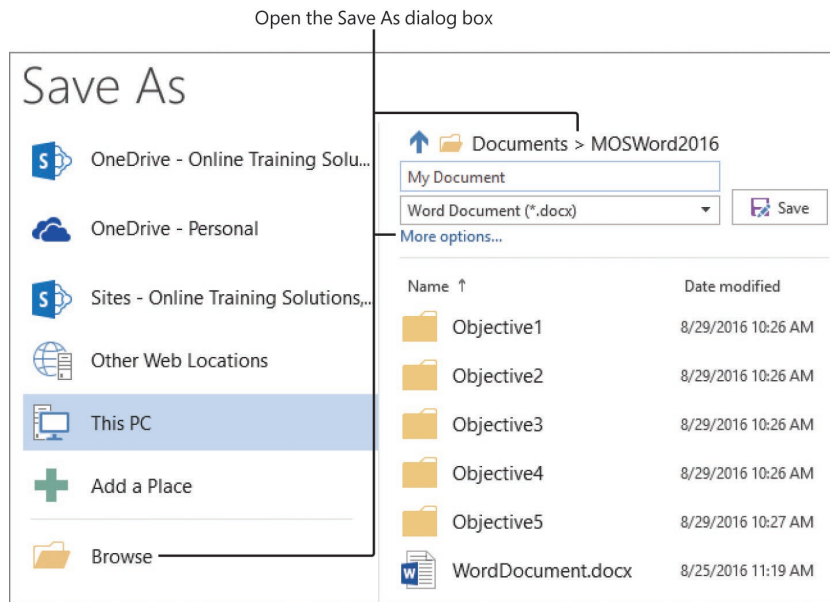 Open the Save As dialog box
Save As
OneDrive - Online Training Solu...
OneDrive - Personal
Sites - Online Training Solutions,...
Other Web Locations
This PC
Add a Place
Browse
Documents > MOSWord2016
My Document
Word Document (*.docx)
Save
More options...
Name ↑ Date modified
Objective1 8/29/2016 10:26 AM
Objective2 8/29/2016 10:26 AM
Objective3 8/29/2016 10:26 AM
Objective4 8/29/2016 10:26 AM
Objective5 8/29/2016 10:27 AM
WordDocument.docx 8/25/2016 11:19 AM